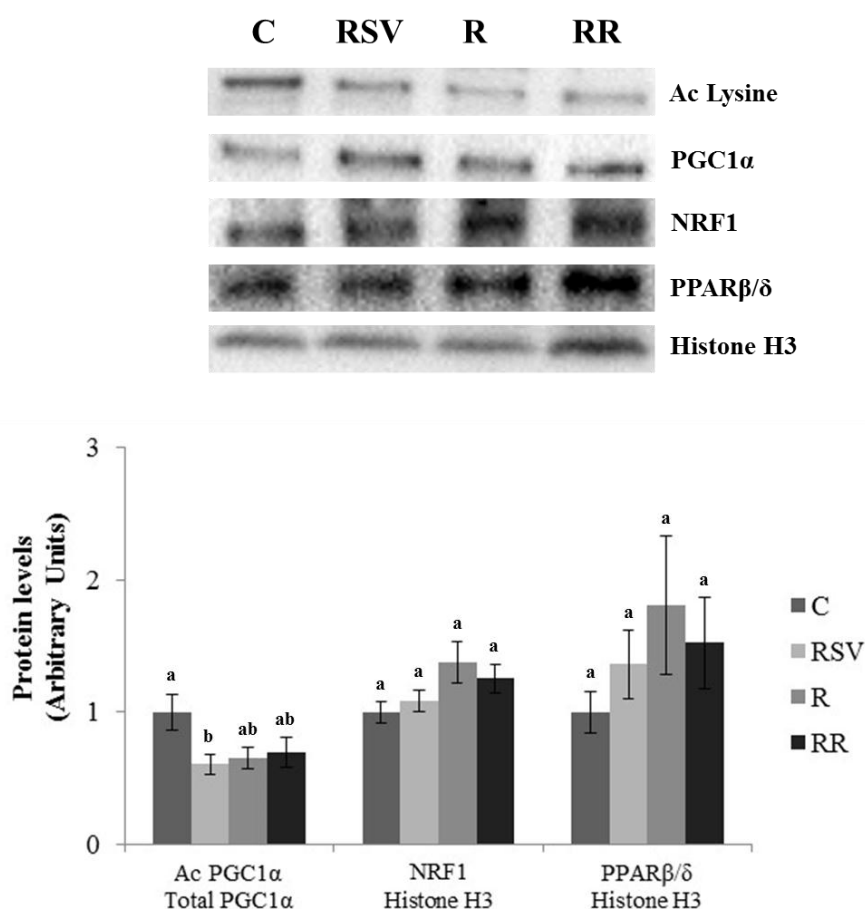 C RSV R RR
Ac Lysine
PGC1α
NRF1
PPARβ/δ
Histone H3
Protein levels
(Arbitrary Units)
3
2
1
0
a
b
ab
ab
a
a
a
a
a
a
a
a
C
RSV
R
RR
Ac PGC1α NRF1 PPARβ/δ
Total PGC1α Histone H3 Histone H3